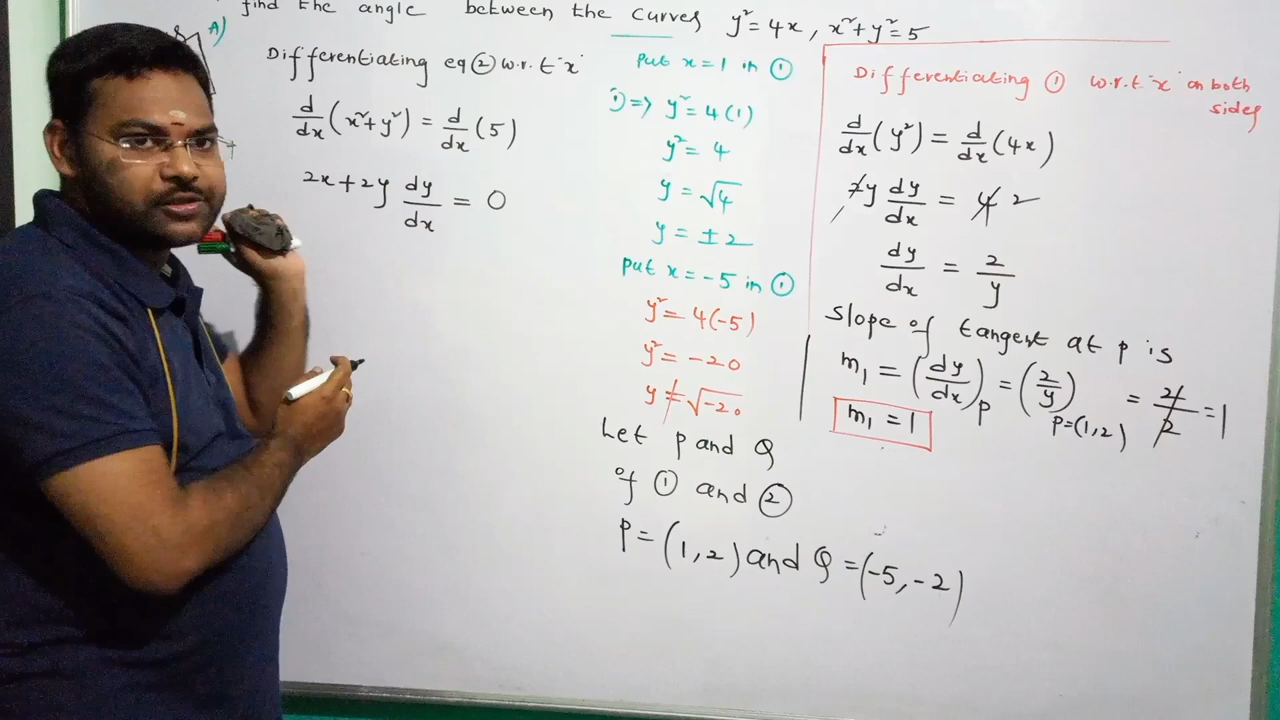 find the angle between the curves y² = 4x, x²+y² = 5
A)
Differentiating eq ② w.r.t 'x'
d/dx (x²+y²) = d/dx (5)
2x+2y dy/dx = 0
put x = 1 in ①
1) => y² = 4(1)
y² = 4
y = √4
y = ±2
put x = -5 in ①
y² = 4(-5)
y² = -20
y ≠ √-20
Let P and Q
of ① and ②
P = (1,2) and Q = (-5,-2)
Differentiating ① w.r.t 'x' on both
sides
d/dx (y²) = d/dx (4x)
2y dy/dx = 4 2
dy/dx = 2/y
Slope of tangent at P is
m₁ = (dy/dx)P = (2/y)P=(1,2) = 2/2 = 1
m₁ = 1